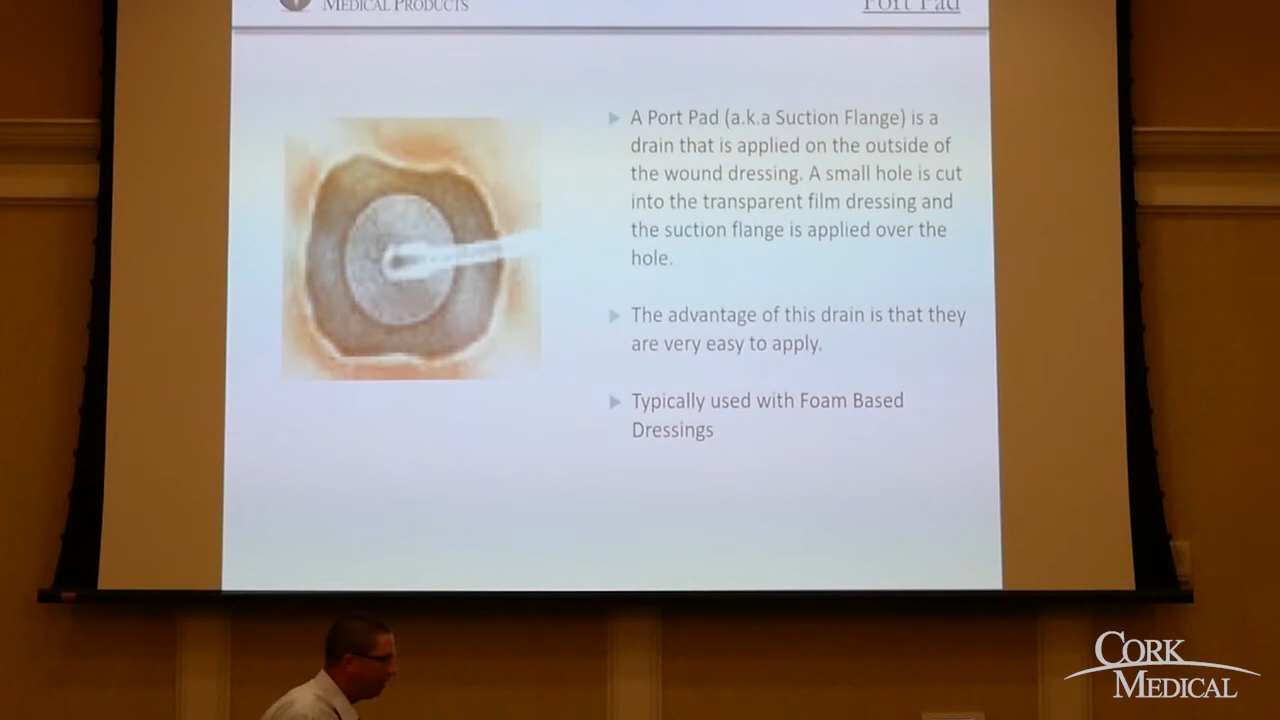 MEDICAL PRODUCTS
Port Pad
A Port Pad (a.k.a Suction Flange) is a
drain that is applied on the outside of
the wound dressing. A small hole is cut
into the transparent film dressing and
the suction flange is applied over the
hole.
The advantage of this drain is that they
are very easy to apply.
Typically used with Foam Based
Dressings
CORK
MEDICAL